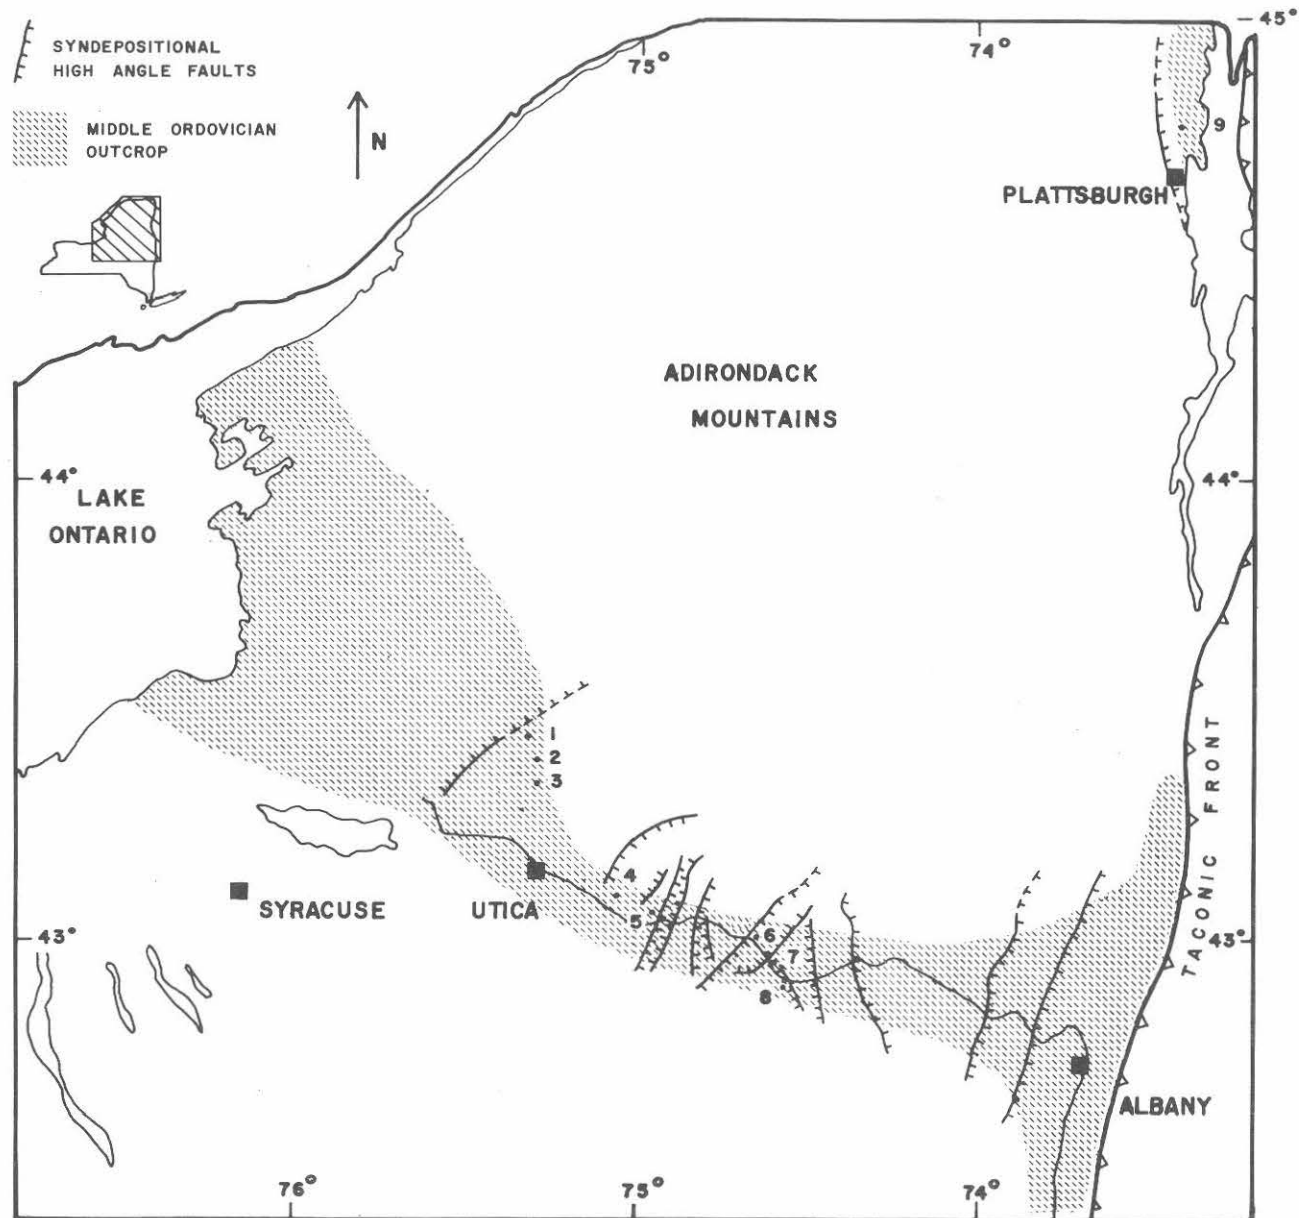 SYNDEPOSITIONAL
HIGH ANGLE FAULTS
MIDDLE ORDOVICIAN
OUTCROP
N
75°
74°
45°
9
PLATTSBURGH
ADIRONDACK
MOUNTAINS
44°
44°
LAKE
ONTARIO
1
2
3
TACONIC FRONT
4
5
6
7
8
SYRACUSE
UTICA
43°
43°
ALBANY
76°
75°
74°